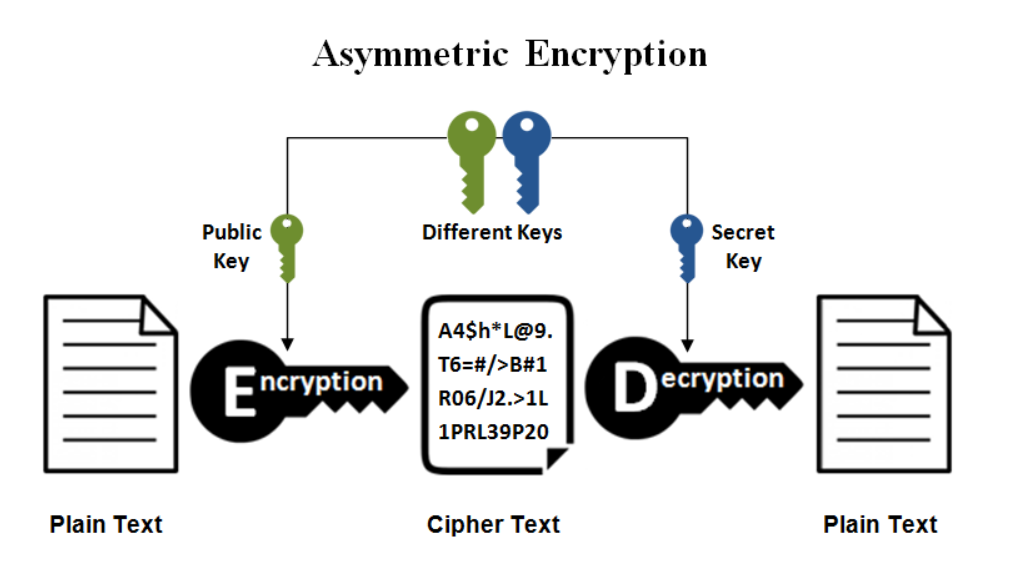 Asymmetric Encryption
Public
Key
Different Keys
Secret
Key
Encryption
A4$h*L@9.
T6=#/>B#1
R06/J2.>1L
1PRL39P20
Decryption
Plain Text
Cipher Text
Plain Text